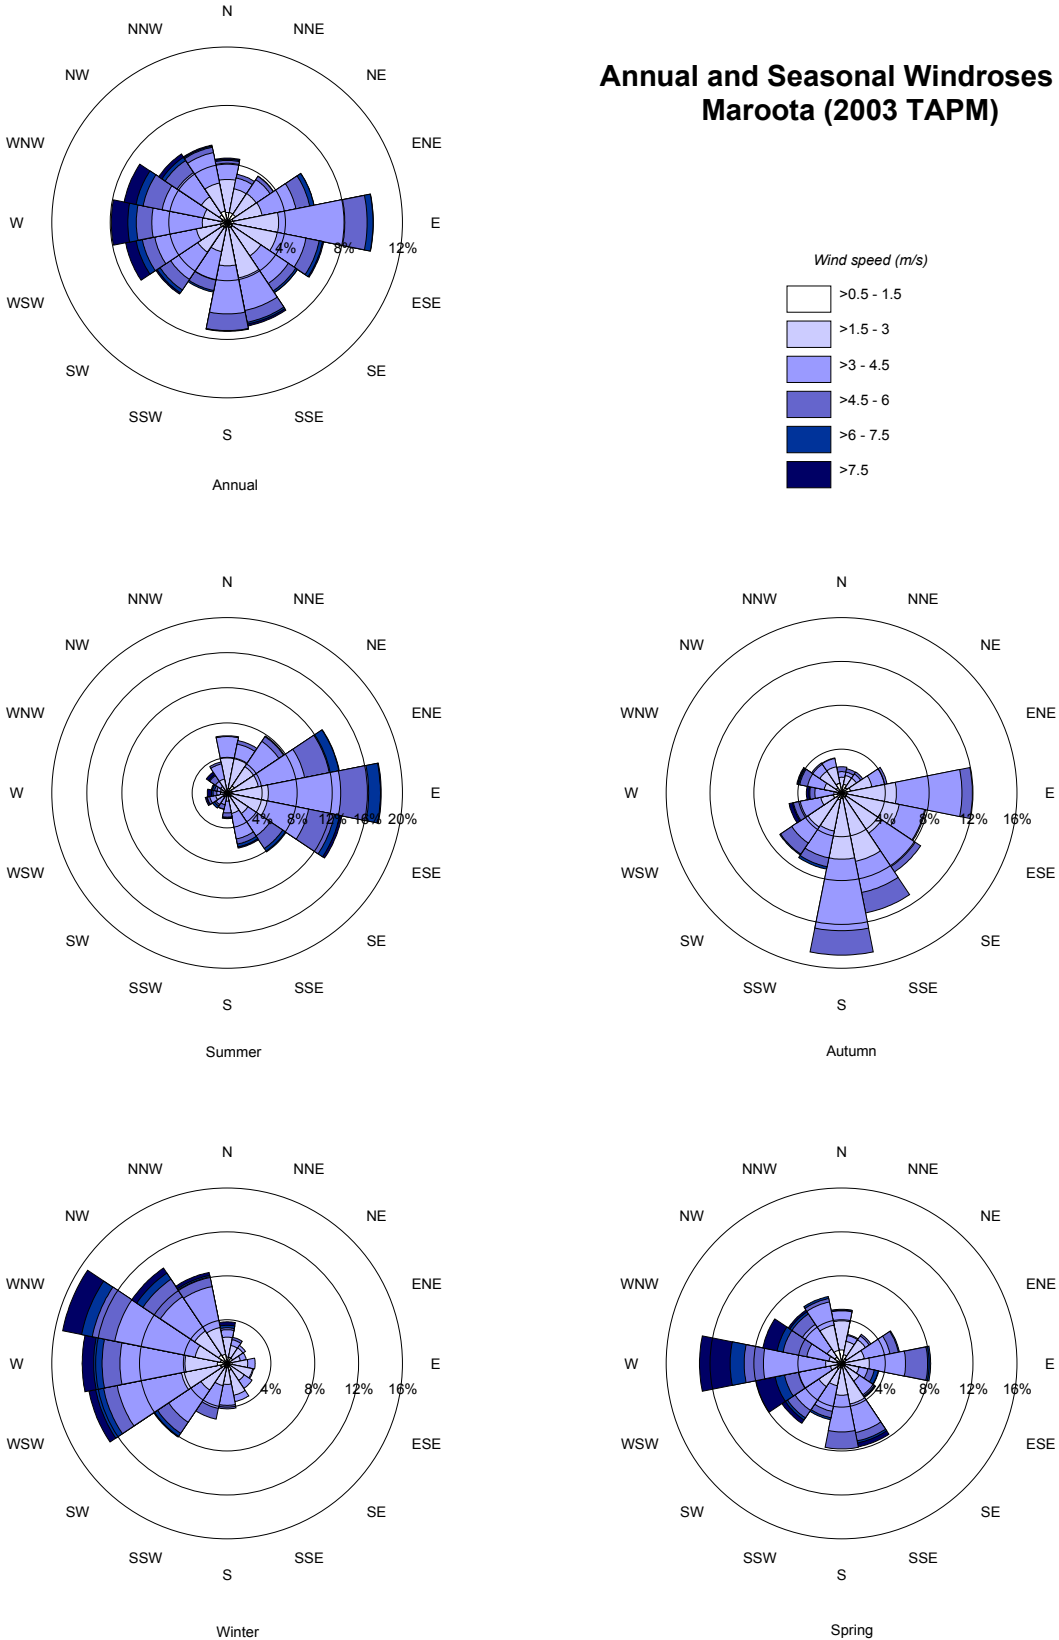 Annual and Seasonal Windroses
Maroota (2003 TAPM)
N
NNW
NNE
NW
NE
WNW
ENE
W
E
4%
8%
12%
WSW
ESE
SW
SE
SSW
SSE
S
Annual
Wind speed (m/s)
>0.5 - 1.5
>1.5 - 3
>3 - 4.5
>4.5 - 6
>6 - 7.5
>7.5
N
NNW
NNE
NW
NE
WNW
ENE
W
E
4%
8%
12%
16%
20%
WSW
ESE
SW
SE
SSW
SSE
S
Summer
N
NNW
NNE
NW
NE
WNW
ENE
W
E
4%
8%
12%
16%
WSW
ESE
SW
SE
SSW
SSE
S
Autumn
N
NNW
NNE
NW
NE
WNW
ENE
W
E
4%
8%
12%
16%
WSW
ESE
SW
SE
SSW
SSE
S
Winter
N
NNW
NNE
NW
NE
WNW
ENE
W
E
4%
8%
12%
16%
WSW
ESE
SW
SE
SSW
SSE
S
Spring